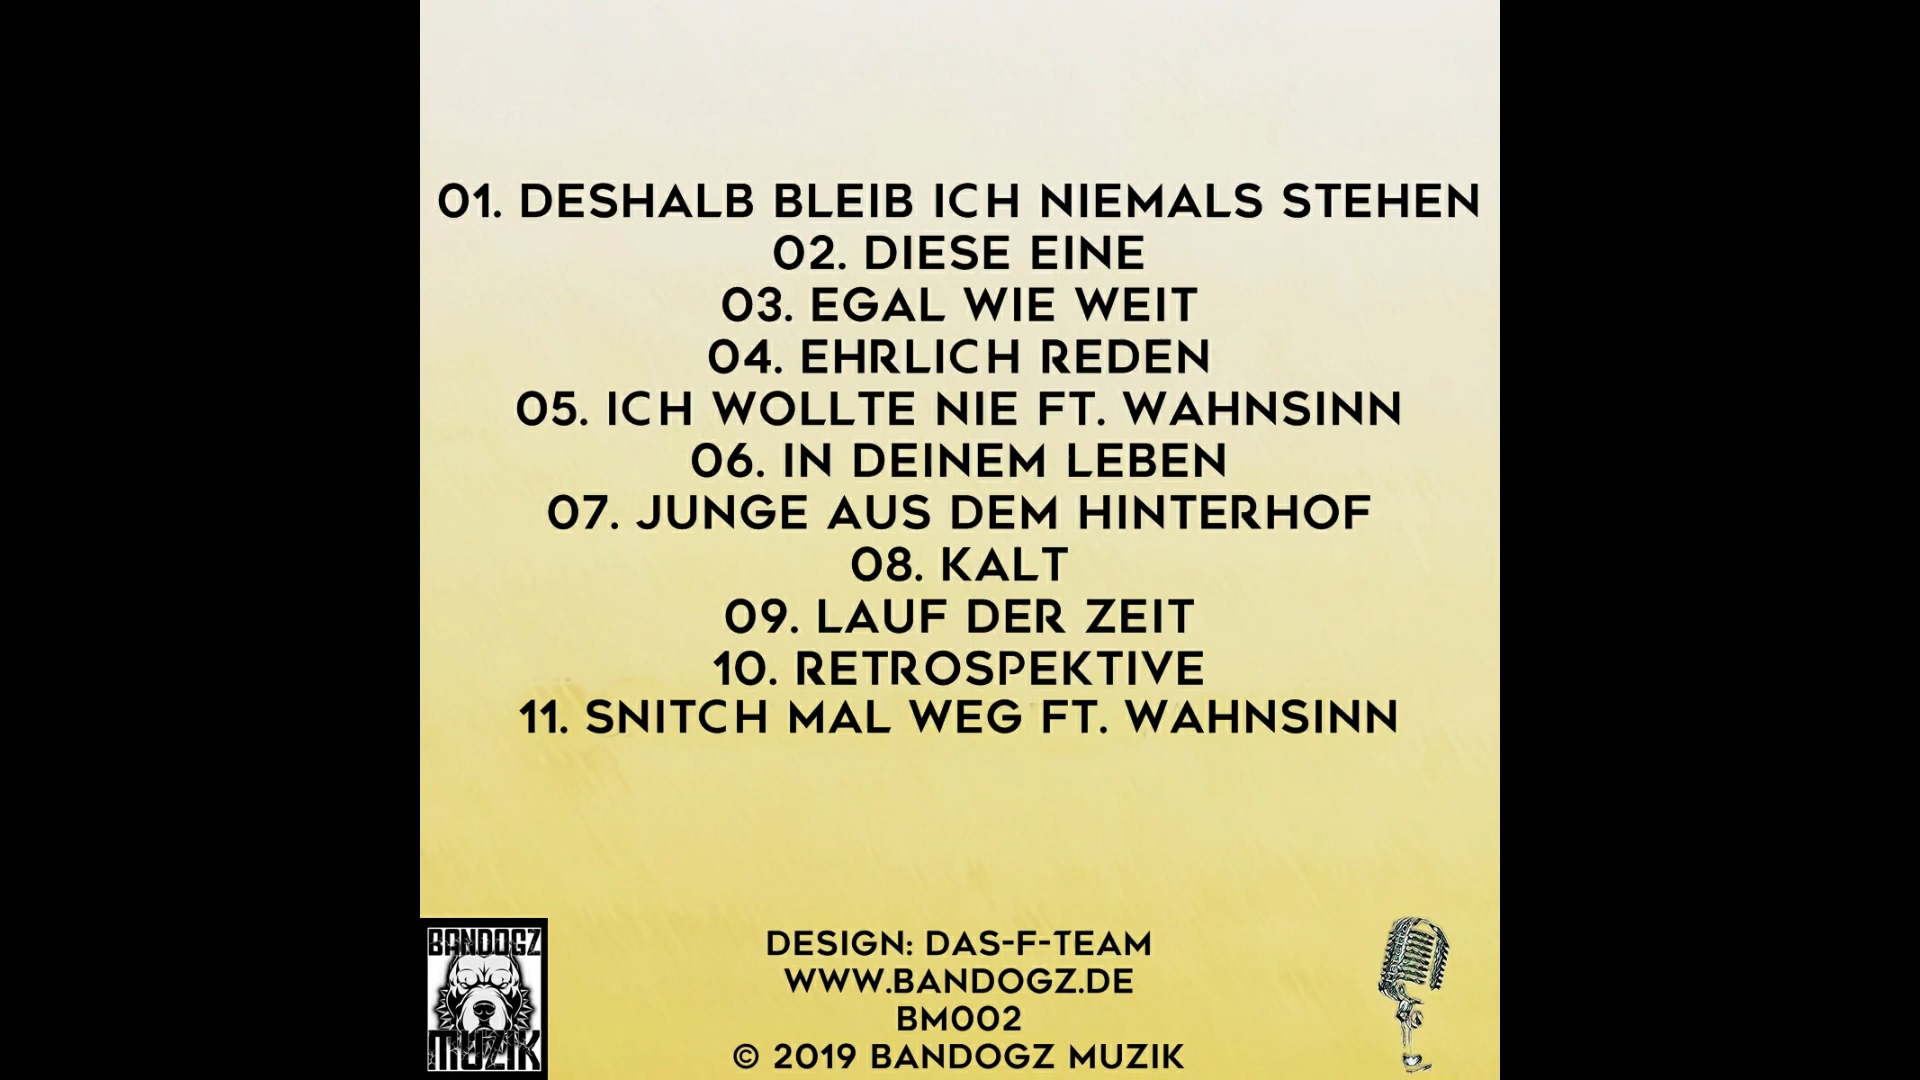 01. DESHALB BLEIB ICH NIEMALS STEHEN
02. DIESE EINE
03. EGAL WIE WEIT
04. EHRLICH REDEN
05. ICH WOLLTE NIE FT. WAHNSINN
06. IN DEINEM LEBEN
07. JUNGE AUS DEM HINTERHOF
08. KALT
09. LAUF DER ZEIT
10. RETROSPEKTIVE
11. SNITCH MAL WEG FT. WAHNSINN
BANDOGZ
MUZIK
DESIGN: DAS-F-TEAM
WWW.BANDOGZ.DE
BM002
© 2019 BANDOGZ MUZIK